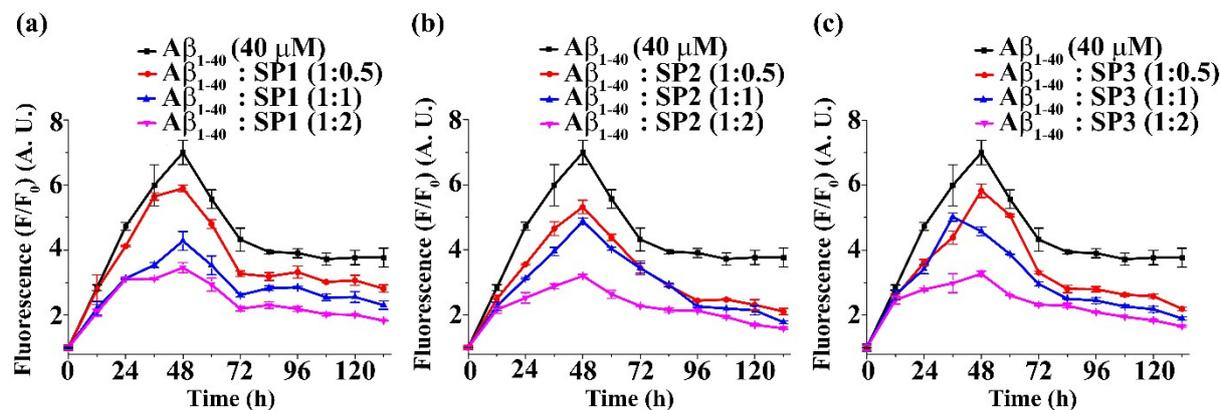 (a)
Aβ₁₋₄₀ (40 μM)
Aβ₁₋₄₀ : SP1 (1:0.5)
Aβ₁₋₄₀ : SP1 (1:1)
Aβ₁₋₄₀ : SP1 (1:2)
Fluorescence (F/F₀) (A. U.)
8
6
4
2
0 24 48 72 96 120
Time (h)
(b)
Aβ₁₋₄₀ (40 μM)
Aβ₁₋₄₀ : SP2 (1:0.5)
Aβ₁₋₄₀ : SP2 (1:1)
Aβ₁₋₄₀ : SP2 (1:2)
Fluorescence (F/F₀) (A. U.)
8
6
4
2
0 24 48 72 96 120
Time (h)
(c)
Aβ₁₋₄₀ (40 μM)
Aβ₁₋₄₀ : SP3 (1:0.5)
Aβ₁₋₄₀ : SP3 (1:1)
Aβ₁₋₄₀ : SP3 (1:2)
Fluorescence (F/F₀) (A. U.)
8
6
4
2
0 24 48 72 96 120
Time (h)